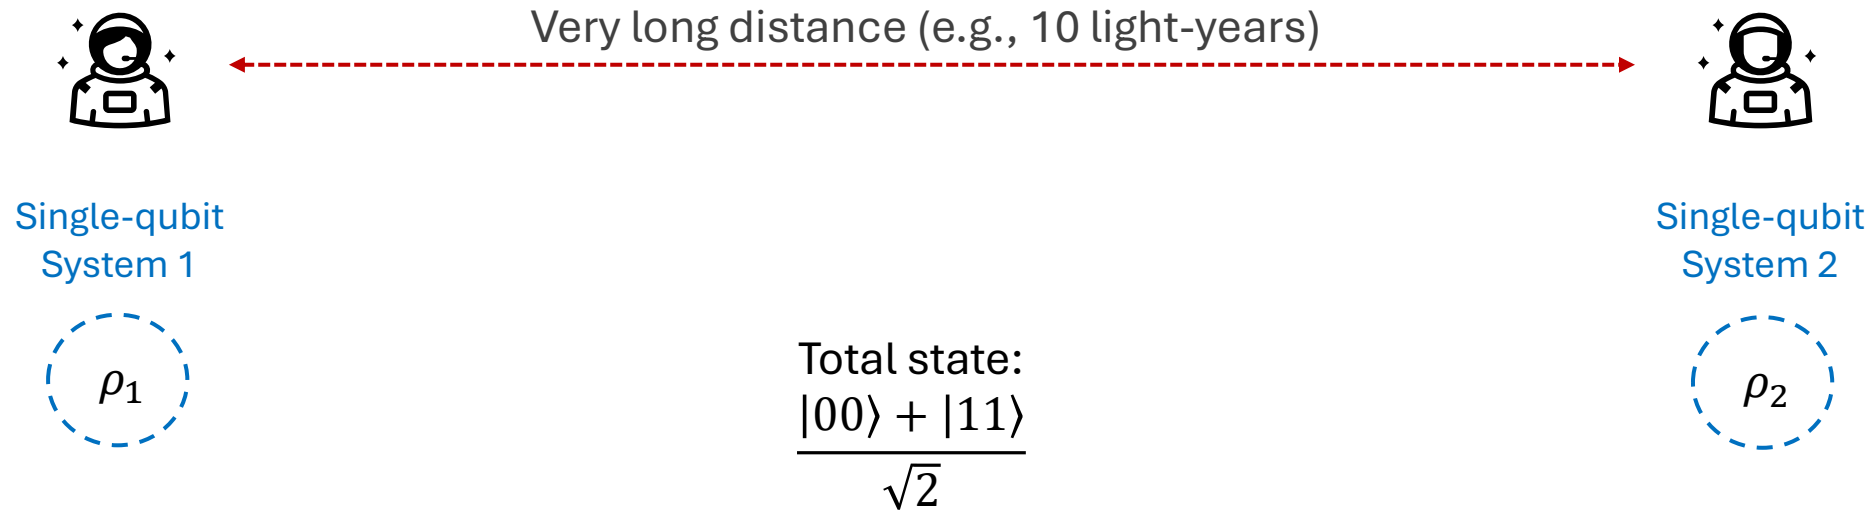 Very long distance (e.g., 10 light-years)
Single-qubit
System 1
Single-qubit
System 2
ρ₁
ρ₂
Total state:
|00⟩ + |11⟩
√2